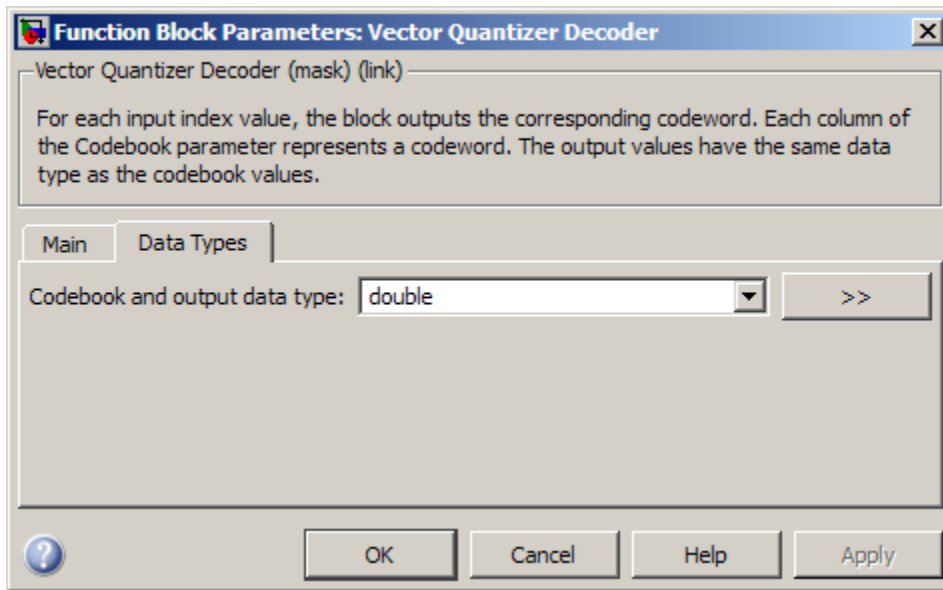 Function Block Parameters: Vector Quantizer Decoder
Vector Quantizer Decoder (mask) (link)
For each input index value, the block outputs the corresponding codeword. Each column of
the Codebook parameter represents a codeword. The output values have the same data
type as the codebook values.
Main Data Types
Codebook and output data type: double >>
? OK Cancel Help Apply